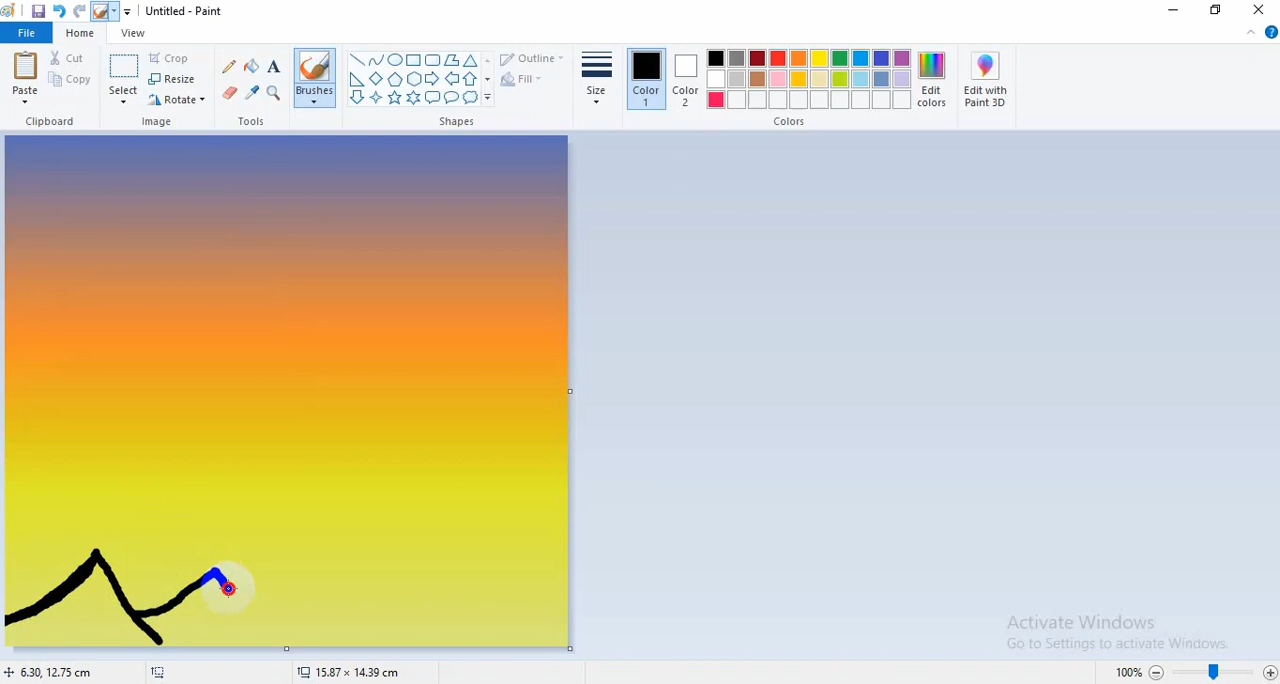 Untitled - Paint
File Home View
Paste
Cut
Copy
Clipboard
Select
Crop
Resize
Rotate
Image
A
Tools
Brushes
Outline
Fill
Shapes
Size
Color 1
Color 2
Edit colors
Colors
Edit with Paint 3D
Activate Windows
Go to Settings to activate Windows.
6.30, 12.75 cm
15.87 × 14.39 cm
100%